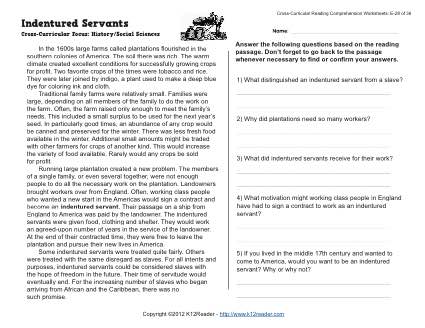 Cross-Curricular Reading Comprehension Worksheets: E-28 of 36
Indentured Servants
Cross-Curricular Focus: History/Social Sciences
Name:
In the 1600s large farms called plantations flourished in the
southern colonies of America. The soil there was rich. The warm
climate created excellent conditions for successfully growing crops
for profit. Two favorite crops of the times were tobacco and rice.
They were later joined by indigo, a plant used to make a deep blue
dye for coloring ink and cloth.
Traditional family farms were relatively small. Families were
large, depending on all members of the family to do the work on
the farm. Often, the farm raised only enough to meet the family's
needs. This included a small surplus to be used for the next year's
seed. In particularly good times, an abundance of any crop would
be canned and preserved for the winter. There was less fresh food
available in the winter. Additional small amounts might be traded
with other farmers for crops of another kind. This would increase
the variety of food available. Rarely would any crops be sold
for profit
Running large plantation created a new problem. The members
of a single family, or even several together, were not enough
people to do all the necessary work on the plantation. Landowners
brought workers over from England. Often, working class people
who wanted a new start in the Americas would sign a contract and
become an indentured servant. Their passage on a ship from
England to America was paid by the landowner. The indentured
servants were given food, clothing and shelter. They would work
an agreed-upon number of years in the service of the landowner.
At the end of their contracted time, they were free to leave the
plantation and pursue their new lives in America.
Some indentured servants were treated quite fairly. Others
were treated with the same disregard as slaves. For all intents and
purposes, indentured servants could be considered slaves with the
hope of freedom in the future. Their time of servitude would
eventually end. For the increasing number of slaves who began
arriving from African and the Caribbean, there was no
such promise.
Answer the following questions based on the reading
passage. Don't forget to go back to the passage
whenever necessary to find or confirm your answers.
1) What distinguished an indentured servant from a slave?
2) Why did plantations need so many workers?
3) What did indentured servants receive for their work?
4) What motivation might working class people in England
have had to sign a contract to work as an indentured
servant?
5) If you lived in the middle 17th century and wanted to
come to America, would you want to be an indentured
servant? Why or why not?
Copyright ©2012 K12Reader - http://www.k12reader.com